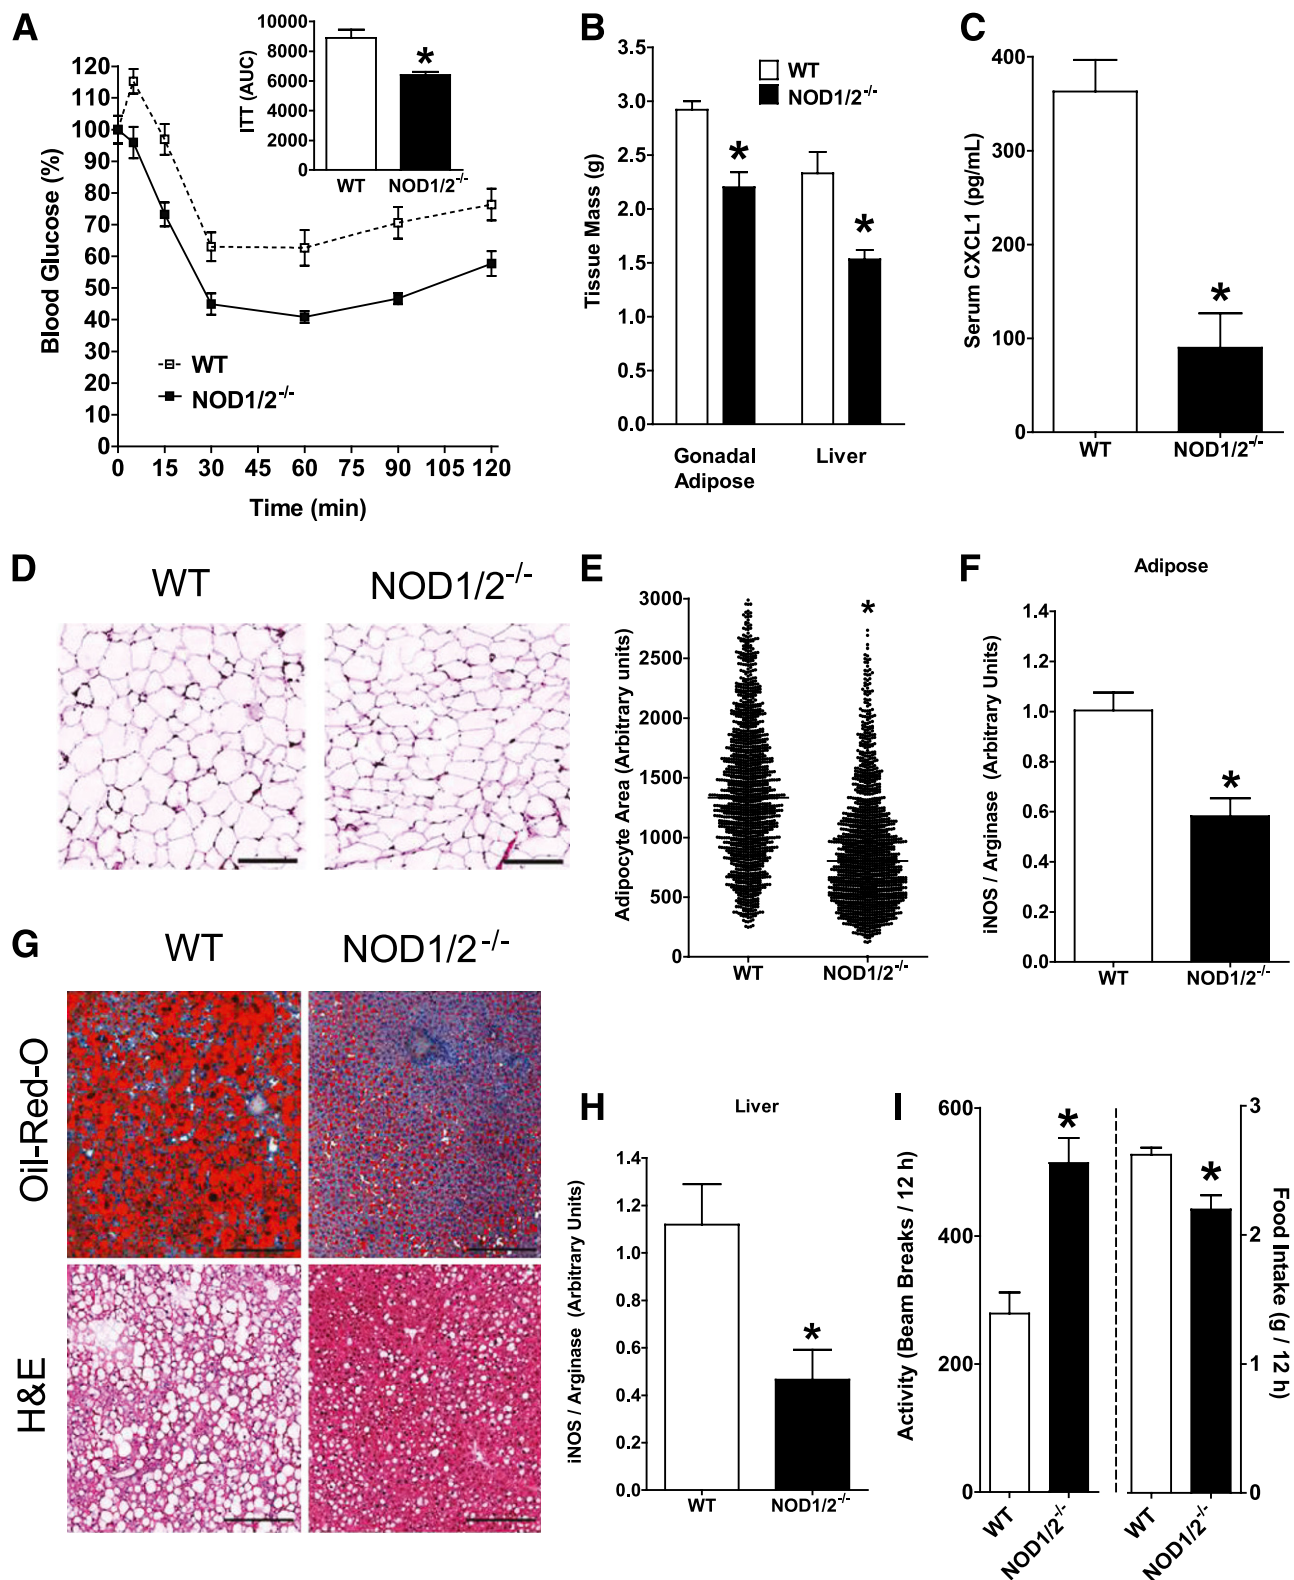 A
Blood Glucose (%)
120
110
100
90
80
70
60
50
40
30
20
10
0
0 15 30 45 60 75 90 105 120
Time (min)
WT
NOD1/2-/-
ITT (AUC)
10000
8000
6000
4000
2000
0
*
WT NOD1/2-/-
B
Tissue Mass (g)
3.5
3.0
2.5
2.0
1.5
1.0
0.5
0.0
WT
NOD1/2-/-
*
*
Gonadal
Adipose
Liver
C
Serum CXCL1 (pg/mL)
400
300
200
100
0
*
WT NOD1/2-/-
D
WT NOD1/2-/-
E
Adipocyte Area (Arbitrary units)
3000
2500
2000
1500
1000
500
0
*
WT NOD1/2-/-
F
Adipose
iNOS / Arginase (Arbitrary Units)
1.4
1.2
1.0
0.8
0.6
0.4
0.2
0.0
*
WT NOD1/2-/-
G
WT NOD1/2-/-
Oil-Red-O
H&E
H
Liver
iNOS / Arginase (Arbitrary Units)
1.4
1.2
1.0
0.8
0.6
0.4
0.2
0.0
*
WT NOD1/2-/-
I
Activity (Beam Breaks / 12 h)
600
400
200
0
*
WT
NOD1/2-/-
*
WT
NOD1/2-/-
3
2
1
0
Food Intake (g / 12 h)